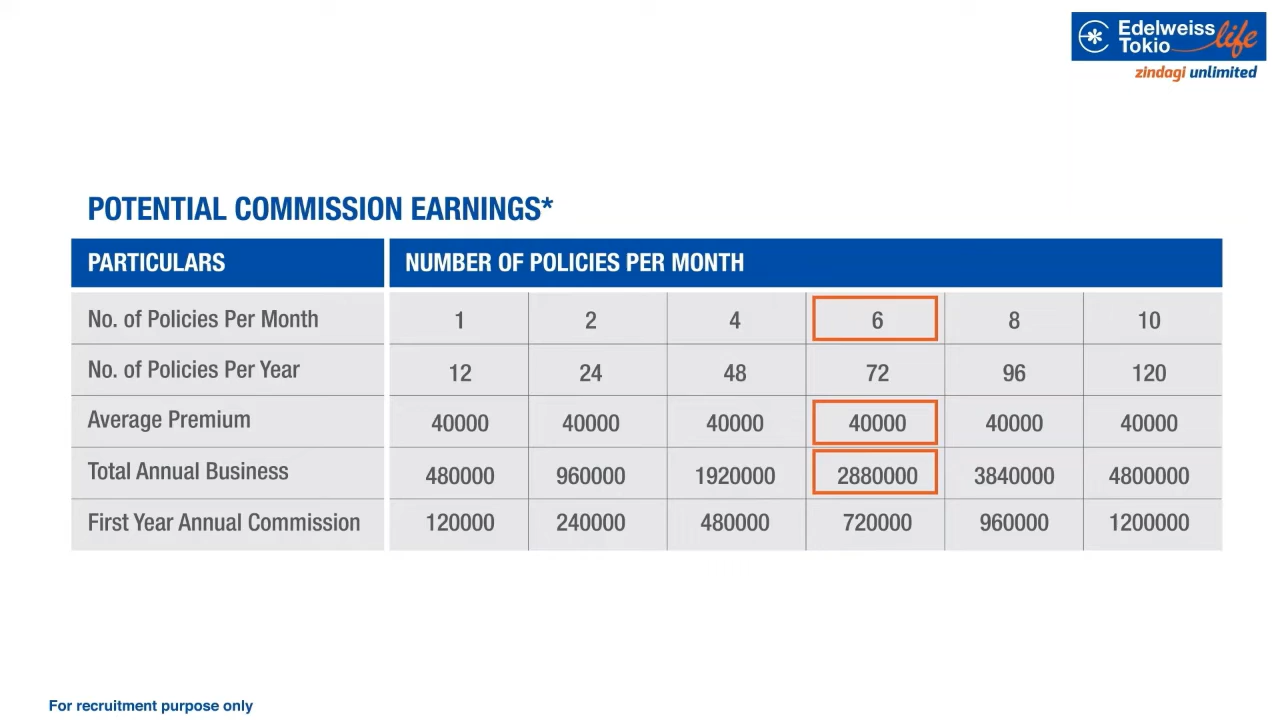 Edelweiss
Tokio life
zindagi unlimited
POTENTIAL COMMISSION EARNINGS*
PARTICULARS NUMBER OF POLICIES PER MONTH
No. of Policies Per Month 1 2 4 6 8 10
No. of Policies Per Year 12 24 48 72 96 120
Average Premium 40000 40000 40000 40000 40000 40000
Total Annual Business 480000 960000 1920000 2880000 3840000 4800000
First Year Annual Commission 120000 240000 480000 720000 960000 1200000
For recruitment purpose only